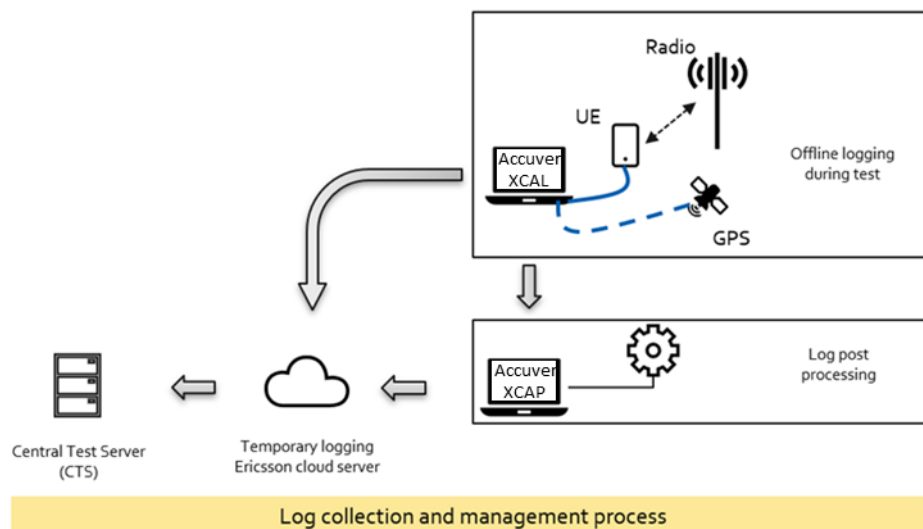 Radio
UE
Accuver
XCAL
Offline logging
during test
GPS
Accuver
XCAP
Log post
processing
Central Test Server
(CTS)
Temporary logging
Ericsson cloud server
Log collection and management process